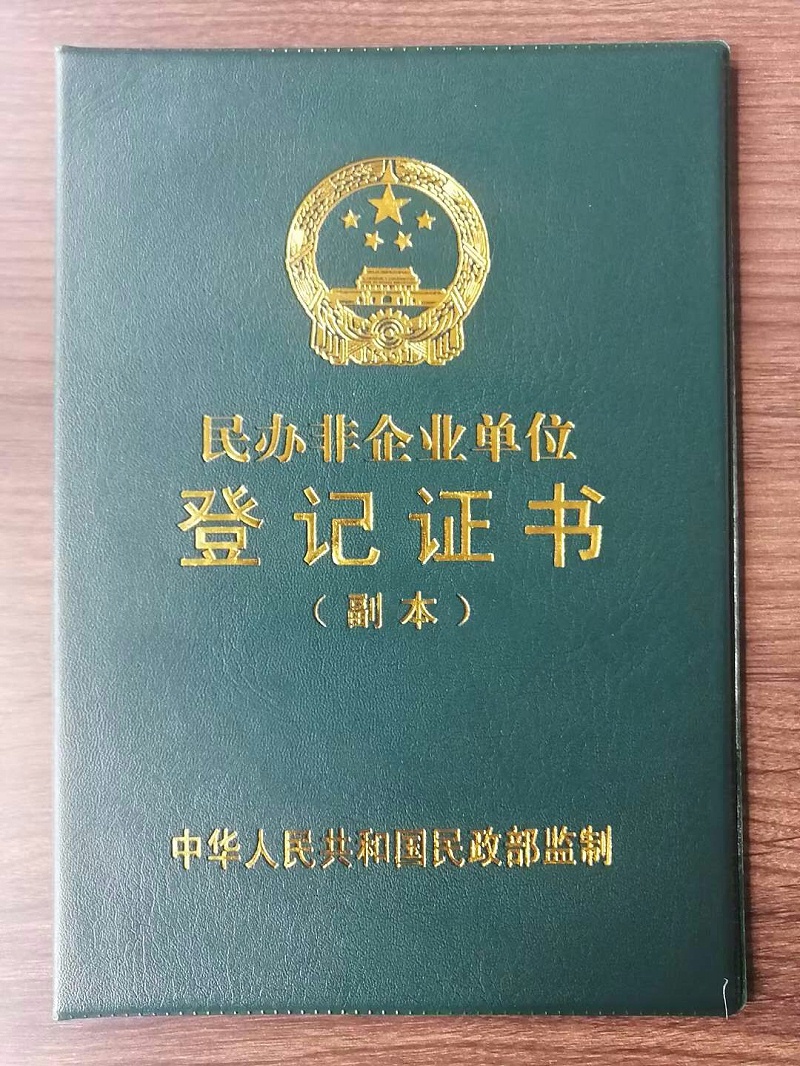 民办非企业单位
登记证书
（副本）
中华人民共和国民政部监制